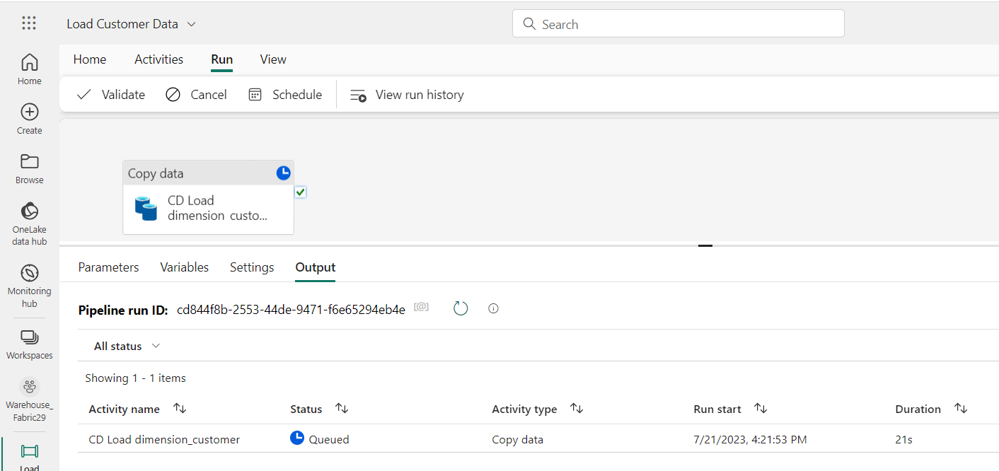 Load Customer Data
Search
Home
Activities
Run
View
Validate
Cancel
Schedule
View run history
Home
Create
Browse
OneLake
data hub
Monitoring
hub
Workspaces
Warehouse_
Fabric29
Load
Copy data
CD Load
dimension_custo...
Parameters
Variables
Settings
Output
Pipeline run ID: cd844f8b-2553-44de-9471-f6e65294eb4e [@]
All status
Showing 1 - 1 items
Activity name
Status
Activity type
Run start
Duration
CD Load dimension_customer
Queued
Copy data
7/21/2023, 4:21:53 PM
21s